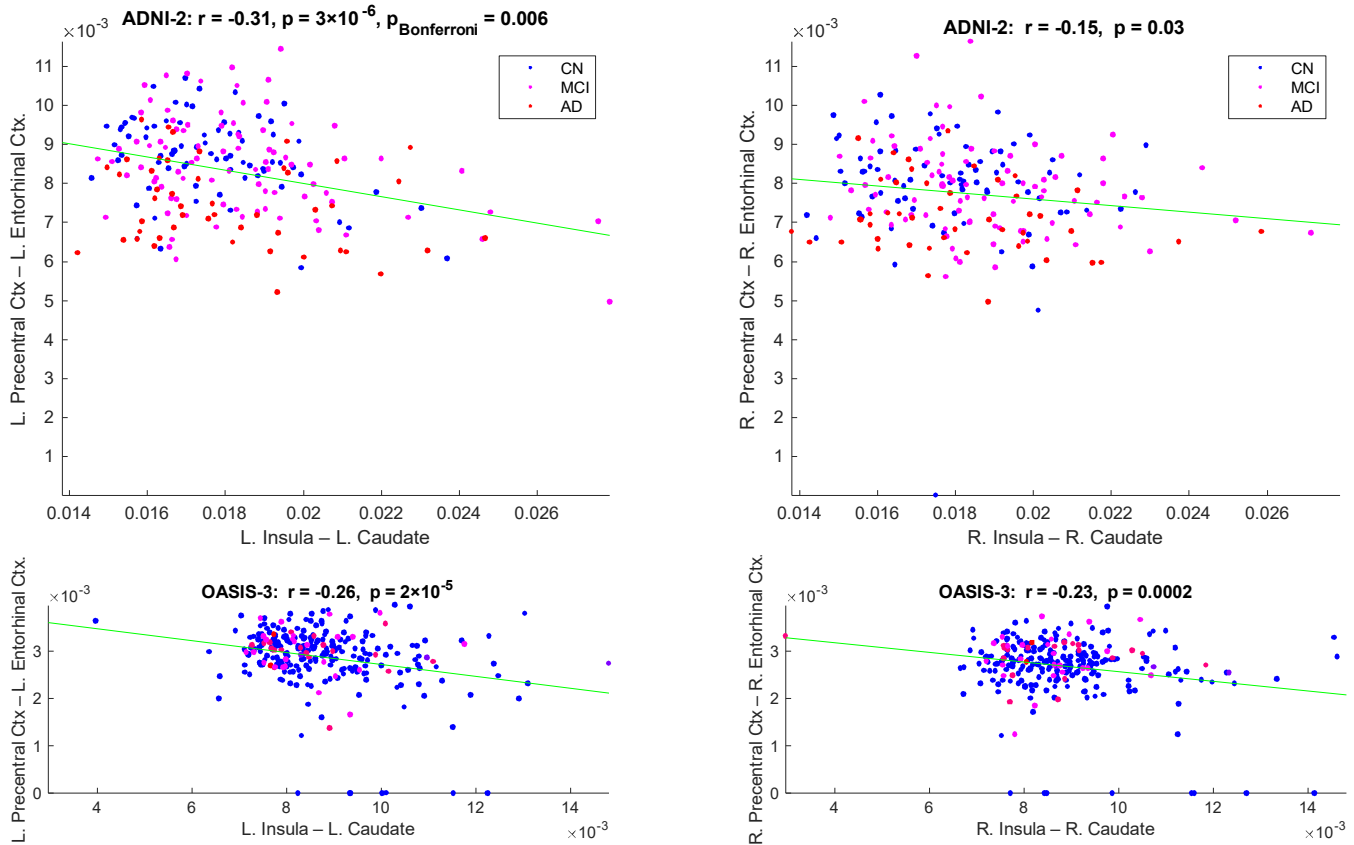 ADNI-2: r = -0.31, p = 3×10⁻⁶, p_Bonferroni = 0.006
×10⁻³
11
10
9
8
7
6
5
4
3
2
1
L. Precentral Ctx – L. Entorhinal Ctx.
CN
MCI
AD
0.014 0.016 0.018 0.02 0.022 0.024 0.026
L. Insula – L. Caudate
ADNI-2: r = -0.15, p = 0.03
×10⁻³
11
10
9
8
7
6
5
4
3
2
1
R. Precentral Ctx – R. Entorhinal Ctx.
CN
MCI
AD
0.014 0.016 0.018 0.02 0.022 0.024 0.026
R. Insula – R. Caudate
OASIS-3: r = -0.26, p = 2×10⁻⁵
×10⁻³
3
2
1
0
L. Precentral Ctx – L. Entorhinal Ctx.
4 6 8 10 12 14
×10⁻³
L. Insula – L. Caudate
OASIS-3: r = -0.23, p = 0.0002
×10⁻³
3
2
1
0
R. Precentral Ctx – R. Entorhinal Ctx.
4 6 8 10 12 14
×10⁻³
R. Insula – R. Caudate